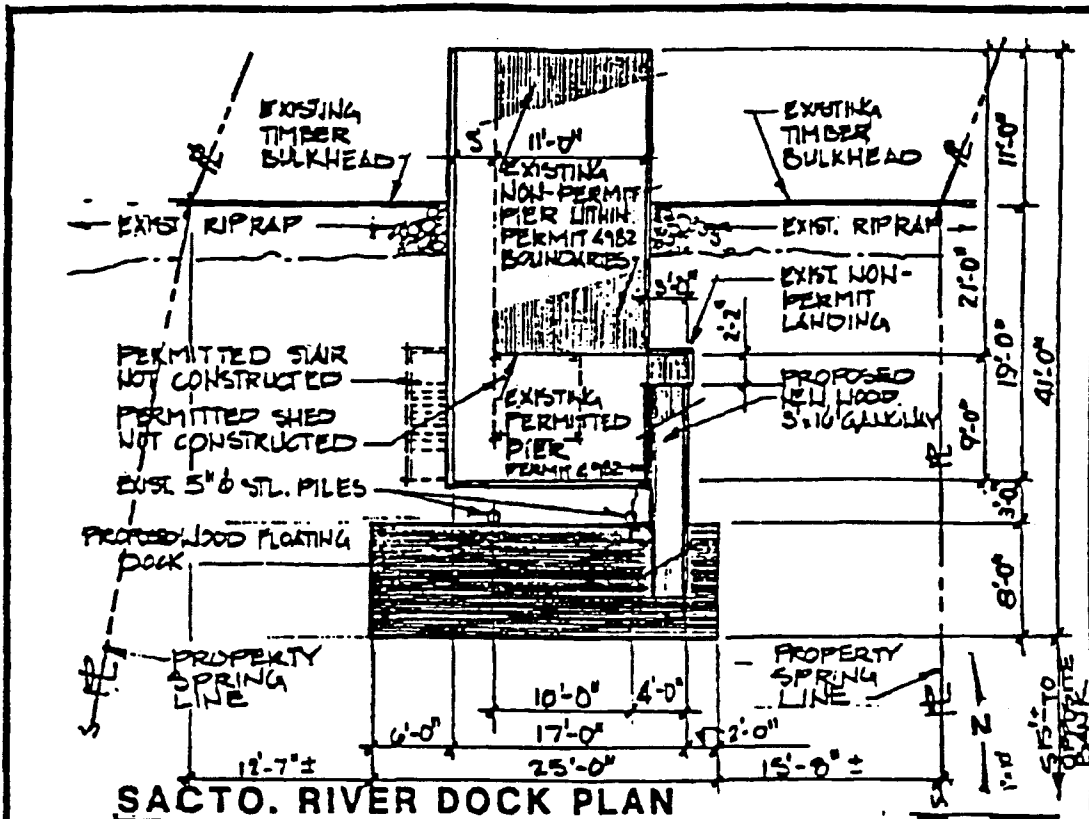 EXISTING
TIMBER
BULKHEAD
EXISTING
TIMBER
BULKHEAD
11'-0"
11'-0"
EXISTING
NON-PERMIT
PIER WITHIN
PERMIT 4982
BOUNDARIES
EXIST. RIPRAP
EXIST. RIPRAP
3'-0"
EXIST. NON-
PERMIT
LANDING
2'-2"
21'-0"
19'-0"
41'-0"
PERMITTED STAIR
NOT CONSTRUCTED
PERMITTED SHED
NOT CONSTRUCTED
EXISTING
PERMITTED
PIER
PERMIT 4982
PROPOSED
WOOD
GANGWAY
9'-0"
EXIST. 5" Ø STL. PILES
3'-0"
PROPOSED WOOD FLOATING
DOCK
8'-0"
PROPERTY
SPRING
LINE
PROPERTY
SPRING
LINE
10'-0"
4'-0"
6'-0"
17'-0"
2'-0"
12'-7" ±
25'-0"
15'-8" ±
N
515'± TO
OPPOSITE
BANK
SACTO. RIVER DOCK PLAN